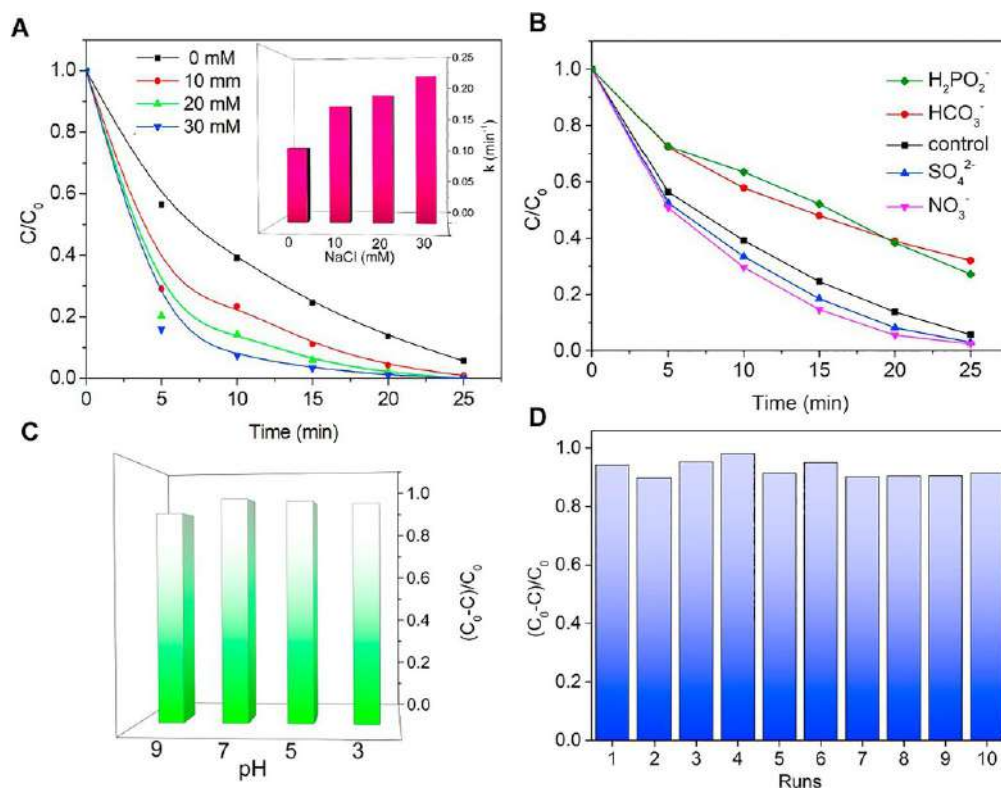 A
0 mM
10 mm
20 mM
30 mM
C/C₀
1.0
0.8
0.6
0.4
0.2
0.0
0 5 10 15 20 25
Time (min)
0.25
0.20
0.15
0.10
0.05
0.00
k (min⁻¹)
0 10 20 30
NaCl (mM)
B
H₂PO₂⁻
HCO₃⁻
control
SO₄²⁻
NO₃⁻
C/C₀
1.0
0.8
0.6
0.4
0.2
0.0
0 5 10 15 20 25
Time (min)
C
1.0
0.8
0.6
0.4
0.2
0.0
(C₀-C)/C₀
9 7 5 3
pH
D
(C₀-C)/C₀
1.0
0.8
0.6
0.4
0.2
0.0
1 2 3 4 5 6 7 8 9 10
Runs